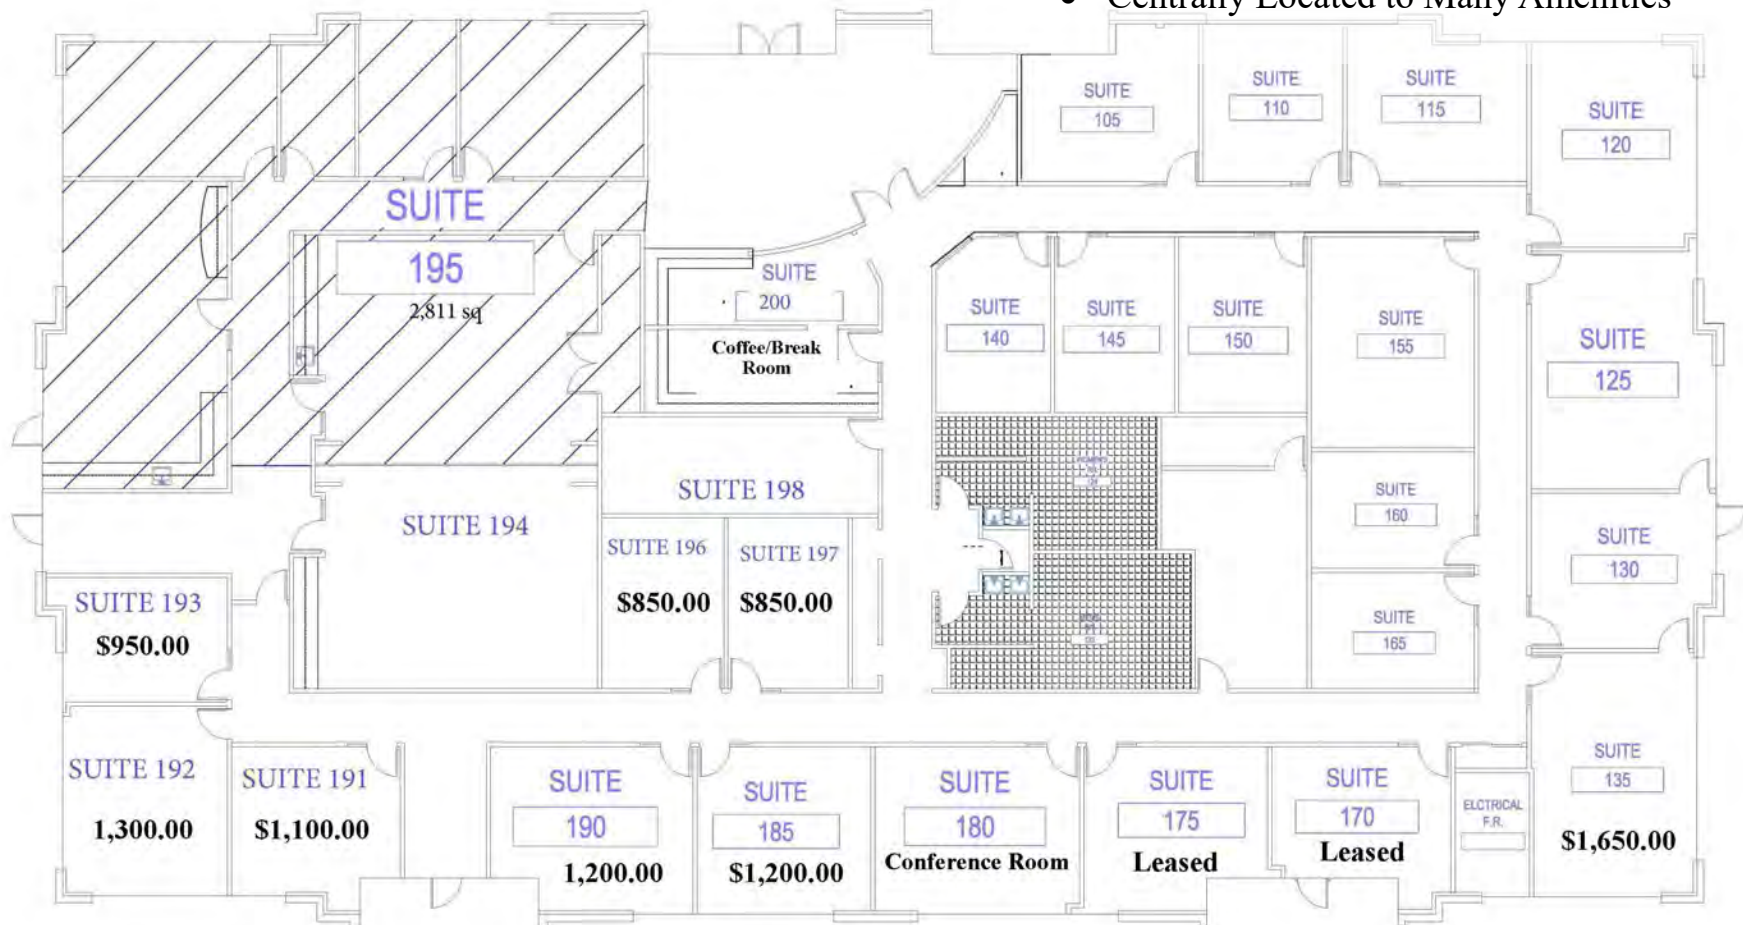 • Centrally Located to Many Amenities
SUITE
105
SUITE
110
SUITE
115
SUITE
120
SUITE
195
2,811 sq
SUITE
200
Coffee/Break
Room
SUITE
140
SUITE
145
SUITE
150
SUITE
155
SUITE
125
SUITE 198
SUITE 194
SUITE 196
$850.00
SUITE 197
$850.00
SUITE
160
SUITE
130
SUITE
165
SUITE 193
$950.00
SUITE 192
1,300.00
SUITE 191
$1,100.00
SUITE
190
1,200.00
SUITE
185
$1,200.00
SUITE
180
Conference Room
SUITE
175
Leased
SUITE
170
Leased
ELCTRICAL
F.R.
SUITE
135
$1,650.00